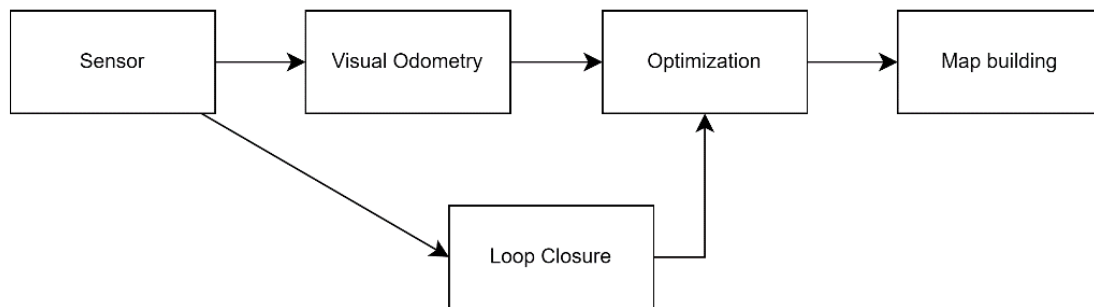 Sensor
Visual Odometry
Optimization
Map building
Loop Closure